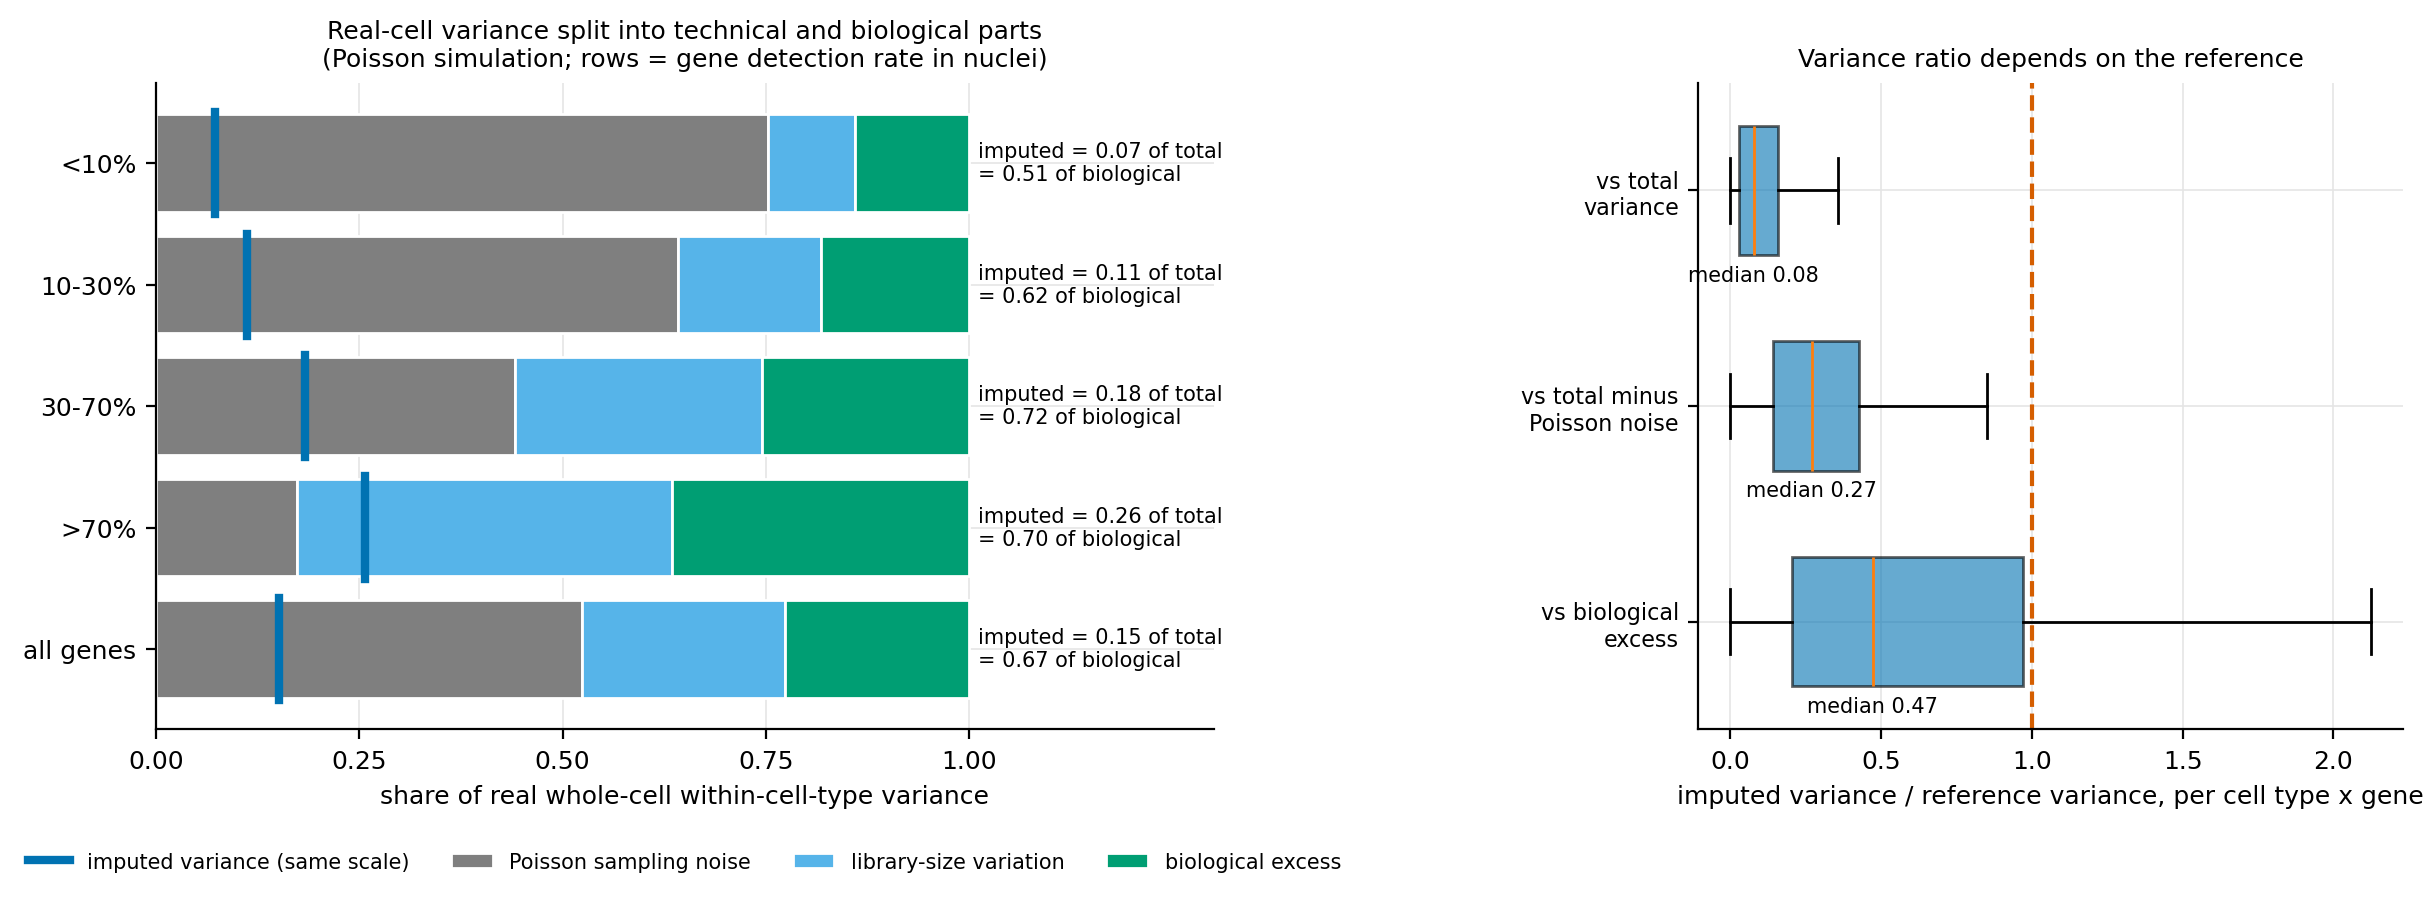 Real-cell variance split into technical and biological parts
(Poisson simulation; rows = gene detection rate in nuclei)
<10%
imputed = 0.07 of total
= 0.51 of biological
10-30%
imputed = 0.11 of total
= 0.62 of biological
30-70%
imputed = 0.18 of total
= 0.72 of biological
>70%
imputed = 0.26 of total
= 0.70 of biological
all genes
imputed = 0.15 of total
= 0.67 of biological
0.00 0.25 0.50 0.75 1.00
share of real whole-cell within-cell-type variance
imputed variance (same scale) Poisson sampling noise library-size variation biological excess
Variance ratio depends on the reference
vs total
variance
median 0.08
vs total minus
Poisson noise
median 0.27
vs biological
excess
median 0.47
0.0 0.5 1.0 1.5 2.0
imputed variance / reference variance, per cell type x gene